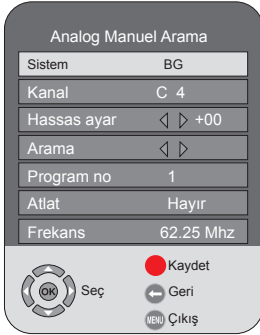 Analog Manuel Arama
Sistem BG
Kanal C 4
Hassas ayar +00
Arama
Program no 1
Atlat Hayır
Frekans 62.25 Mhz
Kaydet
OK Seç
Geri
MENU Çıkış